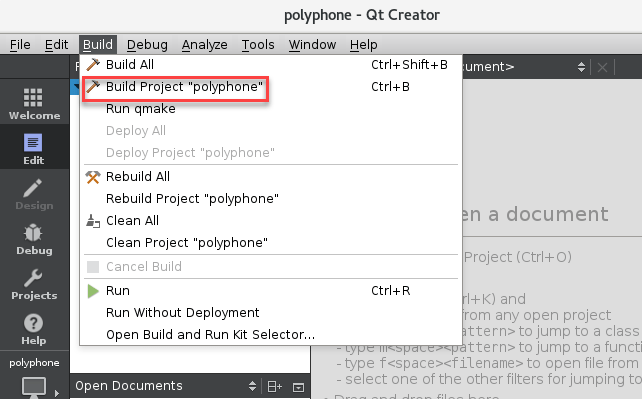 polyphone - Qt Creator
File Edit Build Debug Analyze Tools Window Help
Build All Ctrl+Shift+B
Build Project "polyphone" Ctrl+B
Run qmake
Deploy All
Deploy Project "polyphone"
Rebuild All
Rebuild Project "polyphone"
Clean All
Clean Project "polyphone"
Cancel Build
Run Ctrl+R
Run Without Deployment
Open Build and Run Kit Selector...
Welcome
Edit
Design
Debug
Projects
Help
polyphone
Open Documents
cument>
en a document
Project (Ctrl+O)
trl+K) and
from any open project
pattern> to jump to a class
- type m<space><pattern> to jump to a functi
- type f<space><filename> to open file from
- select one of the other filters for jumping to